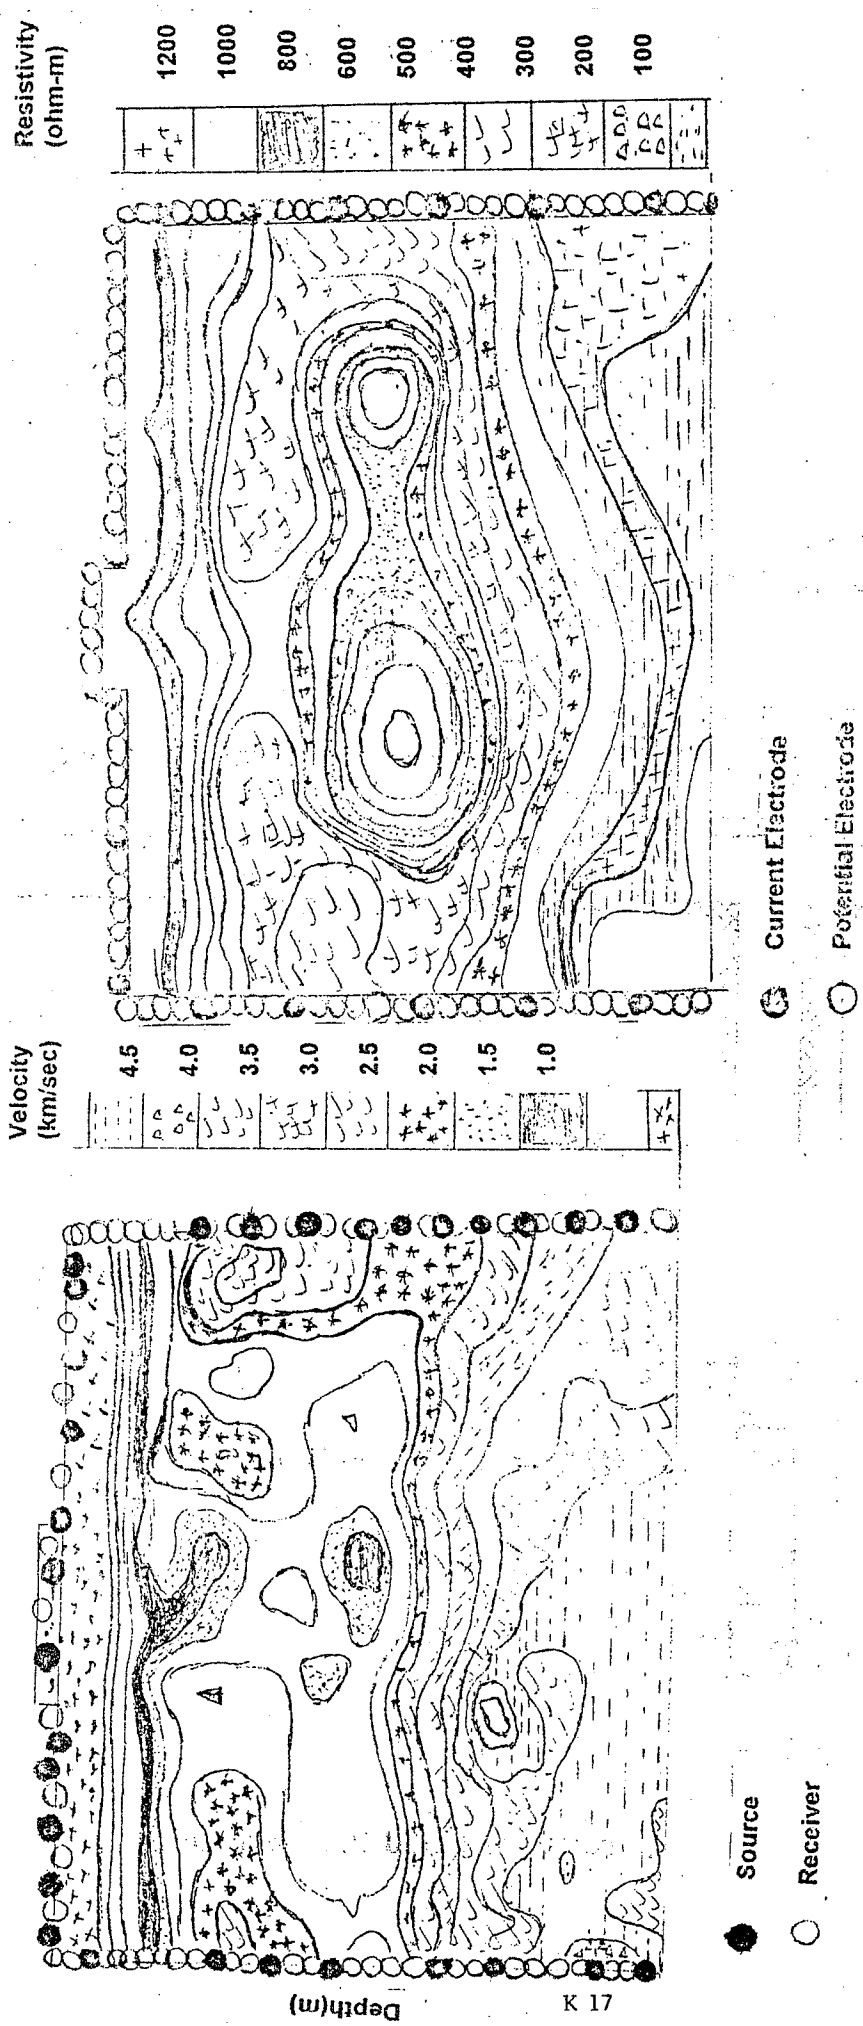 Velocity
(km/sec)
4.5
4.0
3.5
3.0
2.5
2.0
1.5
1.0
Source
Receiver
Depth(m)
Resistivity
(ohm-m)
1200
1000
800
600
500
400
300
200
100
Current Electrode
Potential Electrode
K 17